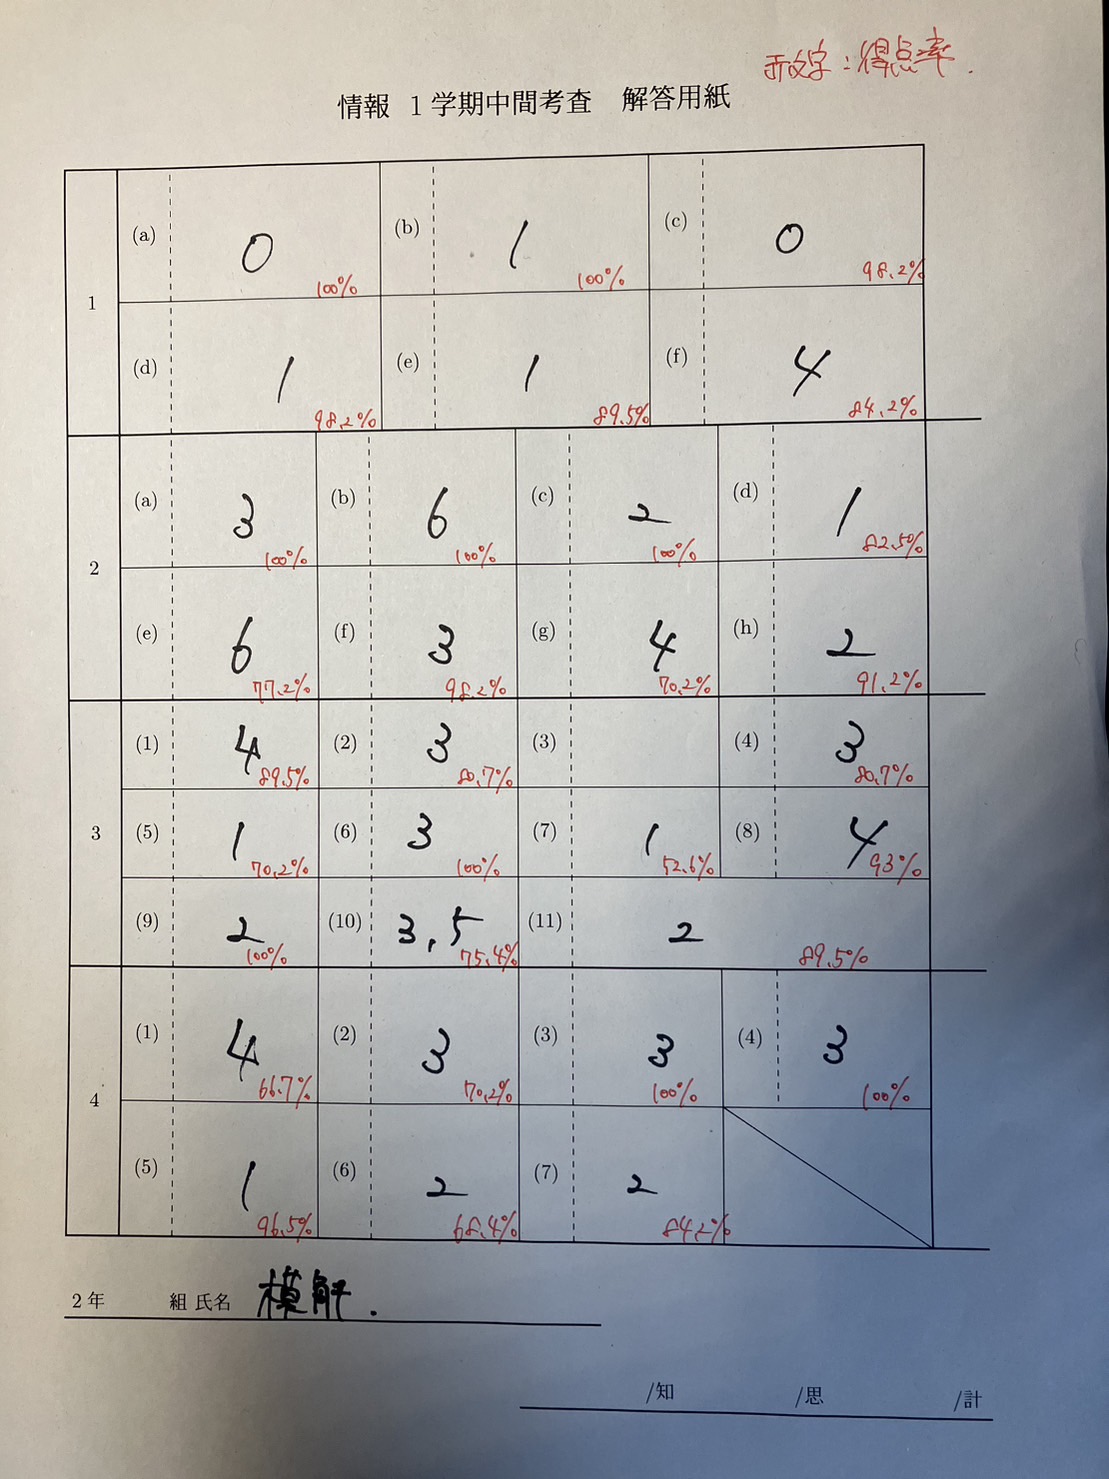 赤文字:得点率.
情報 1学期中間考査 解答用紙
1
(a) 0 100% (b) 1 100% (c) 0 98.2%
(d) 1 98.2% (e) 1 89.5% (f) 4 84.2%
2
(a) 3 100% (b) 6 100% (c) 2 100% (d) 1 82.5%
(e) 6 77.2% (f) 3 98.2% (g) 4 70.2% (h) 2 91.2%
3
(1) 4 89.5% (2) 3 80.7% (3) (4) 3 80.7%
(5) 1 70.2% (6) 3 100% (7) 1 52.6% (8) 4 93%
(9) 2 100% (10) 3,5 75.4% (11) 2 89.5%
4
(1) 4 66.7% (2) 3 70.2% (3) 3 100% (4) 3 100%
(5) 1 96.5% (6) 2 68.4% (7) 2 84.2%
2年 組 氏名 模解.
/知 /思 /計